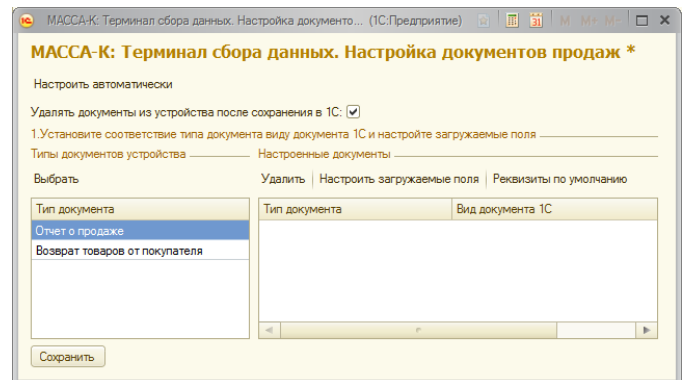 МАССА-К: Терминал сбора данных. Настройка документо... (1С:Предприятие) 31 M M+ M-
МАССА-К: Терминал сбора данных. Настройка документов продаж *
Настроить автоматически
Удалять документы из устройства после сохранения в 1С:
1.Установите соответствие типа документа виду документа 1С и настройте загружаемые поля
Типы документов устройства Настроенные документы
Выбрать Удалить Настроить загружаемые поля Реквизиты по умолчанию
Тип документа Тип документа Вид документа 1С
Отчет о продаже
Возврат товаров от покупателя
Сохранить